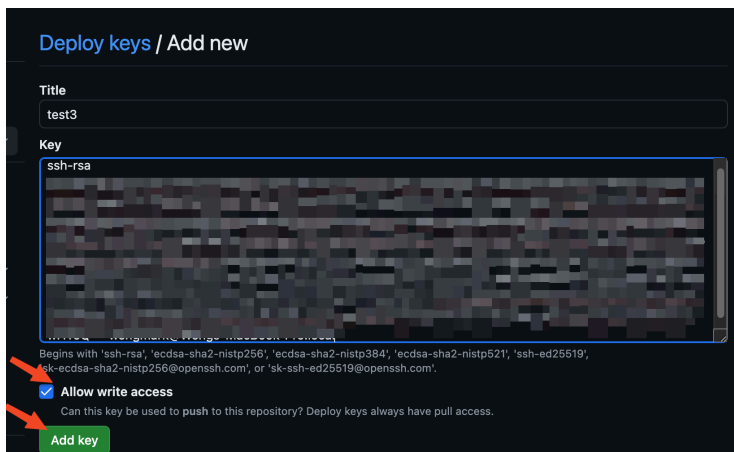 Deploy keys / Add new
Title
test3
Key
ssh-rsa
Begins with 'ssh-rsa', 'ecdsa-sha2-nistp256', 'ecdsa-sha2-nistp384', 'ecdsa-sha2-nistp521', 'ssh-ed25519',
'sk-ecdsa-sha2-nistp256@openssh.com', or 'sk-ssh-ed25519@openssh.com'.
Allow write access
Can this key be used to push to this repository? Deploy keys always have pull access.
Add key